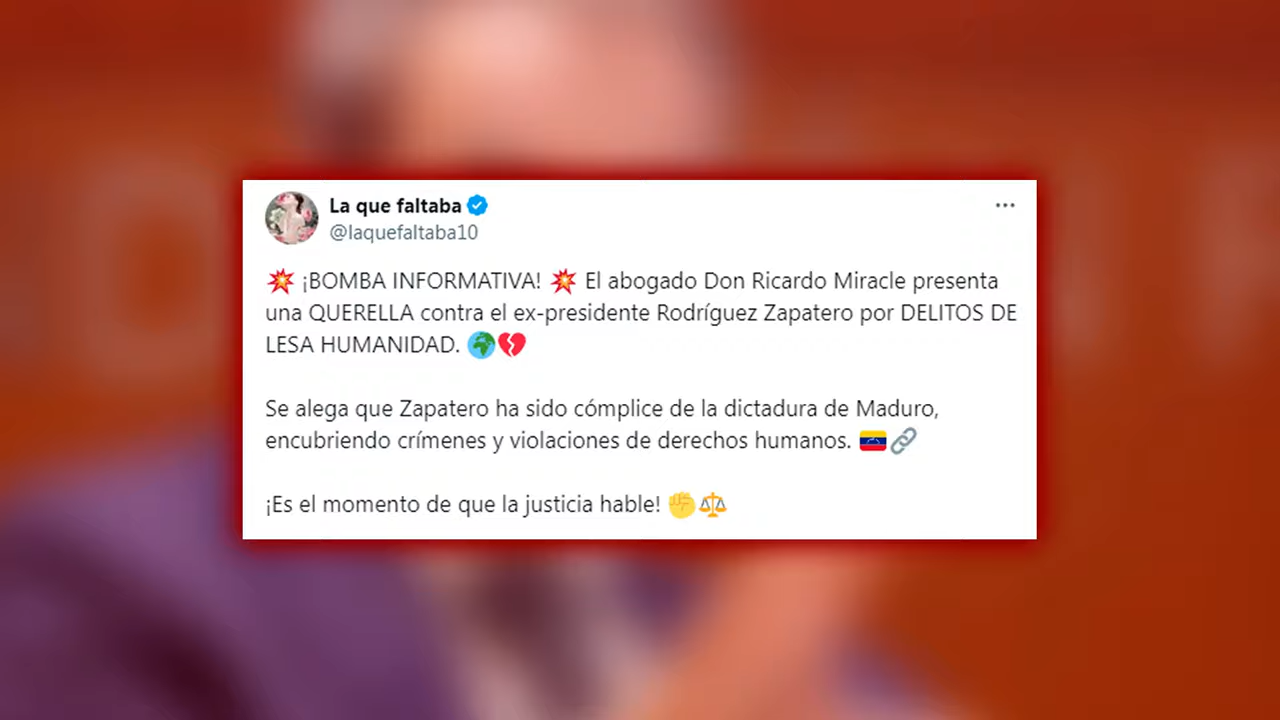 La que faltaba
@laquefaltaba10
💥 ¡BOMBA INFORMATIVA! 💥 El abogado Don Ricardo Miracle presenta
una QUERELLA contra el ex-presidente Rodríguez Zapatero por DELITOS DE
LESA HUMANIDAD. 🌍💔
Se alega que Zapatero ha sido cómplice de la dictadura de Maduro,
encubriendo crímenes y violaciones de derechos humanos. 🇻🇪🔗
¡Es el momento de que la justicia hable! ✊⚖️